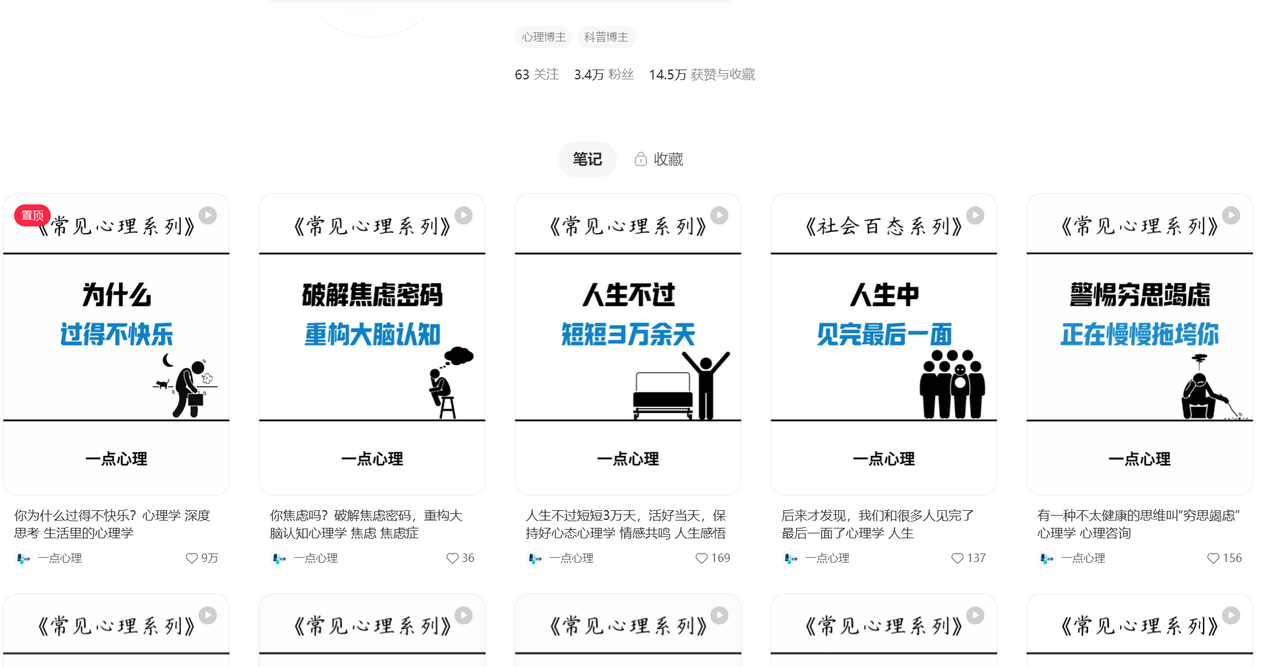 心理博主 科普博主
63 关注 3.4万 粉丝 14.5万 获赞与收藏
笔记 收藏
置顶
《常见心理系列》
为什么
过得不快乐
一点心理
你为什么过得不快乐？心理学 深度
思考 生活里的心理学
一点心理 9万
《常见心理系列》
破解焦虑密码
重构大脑认知
一点心理
你焦虑吗？破解焦虑密码，重构大
脑认知心理学 焦虑 焦虑症
一点心理 36
《常见心理系列》
人生不过
短短3万余天
一点心理
人生不过短短3万天，活好当天，保
持好心态心理学 情感共鸣 人生感悟
一点心理 169
《社会百态系列》
人生中
见完最后一面
一点心理
后来才发现，我们和很多人见完了
最后一面了心理学 人生
一点心理 137
《常见心理系列》
警惕穷思竭虑
正在慢慢拖垮你
一点心理
有一种不太健康的思维叫"穷思竭虑"
心理学 心理咨询
一点心理 156
《常见心理系列》
《常见心理系列》
《常见心理系列》
《常见心理系列》
《常见心理系列》